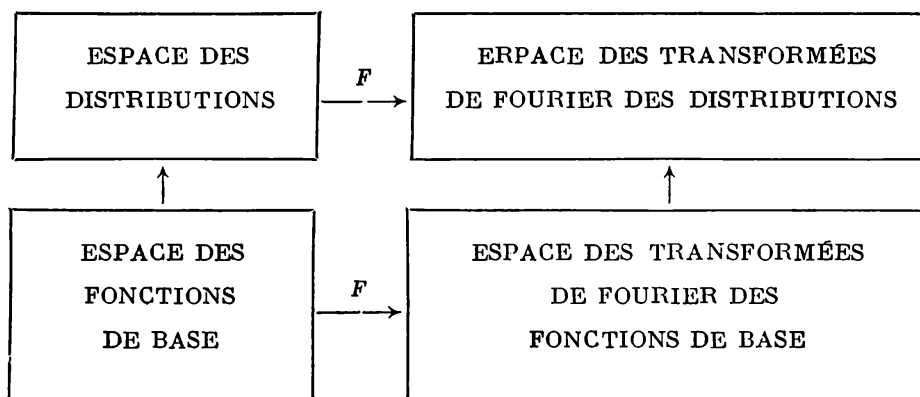 ESPACE DES
DISTRIBUTIONS
F
ERPACE DES TRANSFORMÉES
DE FOURIER DES DISTRIBUTIONS
ESPACE DES
FONCTIONS
DE BASE
F
ESPACE DES TRANSFORMÉES
DE FOURIER DES
FONCTIONS DE BASE